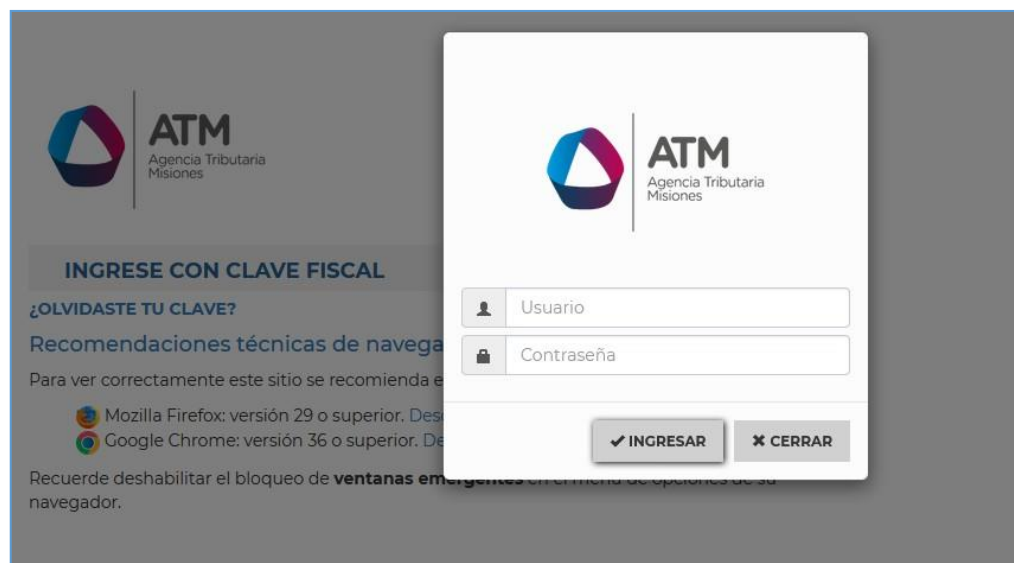 ATM
Agencia Tributaria
Misiones
INGRESE CON CLAVE FISCAL
¿OLVIDASTE TU CLAVE?
Recomendaciones técnicas de navega
Para ver correctamente este sitio se recomienda e
Mozilla Firefox: versión 29 o superior. Des
Google Chrome: versión 36 o superior. De
Recuerde deshabilitar el bloqueo de ventanas emergentes en el menú de opciones de su
navegador.
ATM
Agencia Tributaria
Misiones
Usuario
Contraseña
INGRESAR
CERRAR